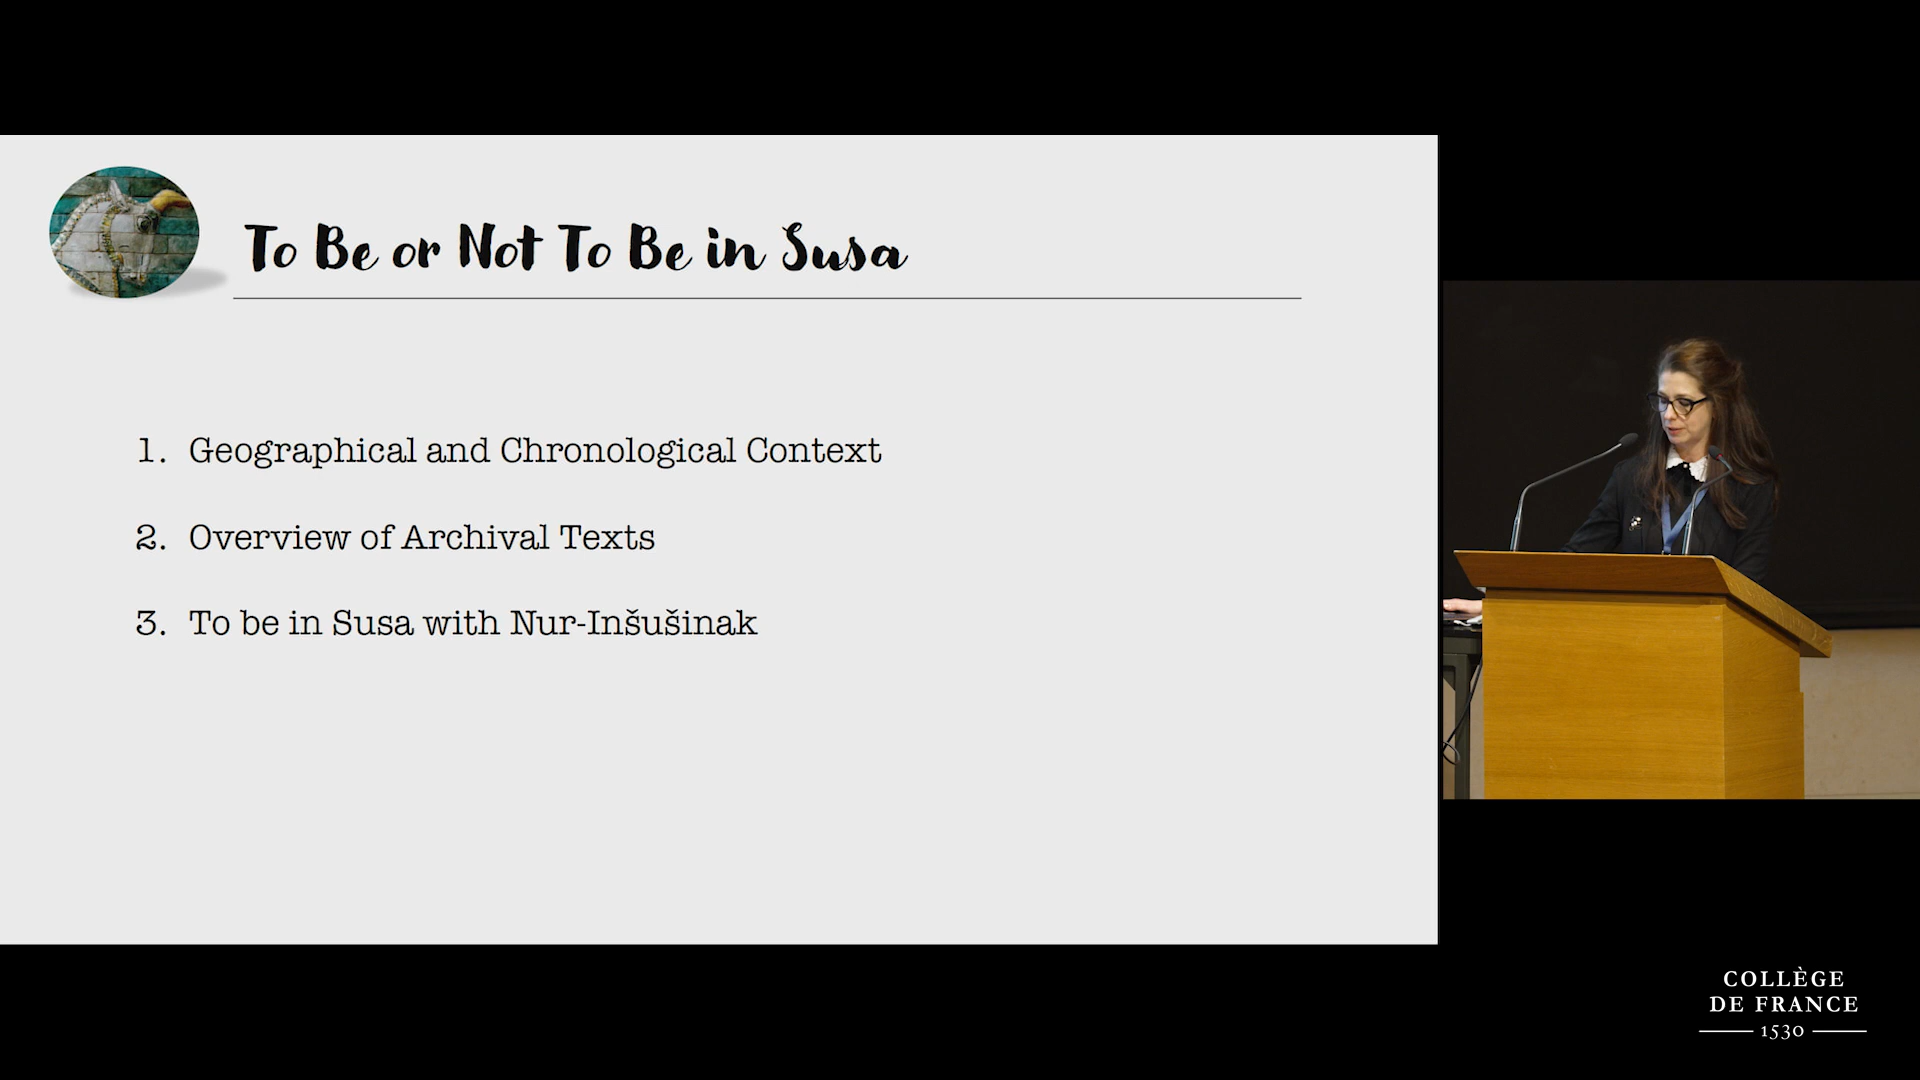 To Be or Not To Be in Susa
1. Geographical and Chronological Context
2. Overview of Archival Texts
3. To be in Susa with Nur-Inšušinak
COLLÈGE
DE FRANCE
1530